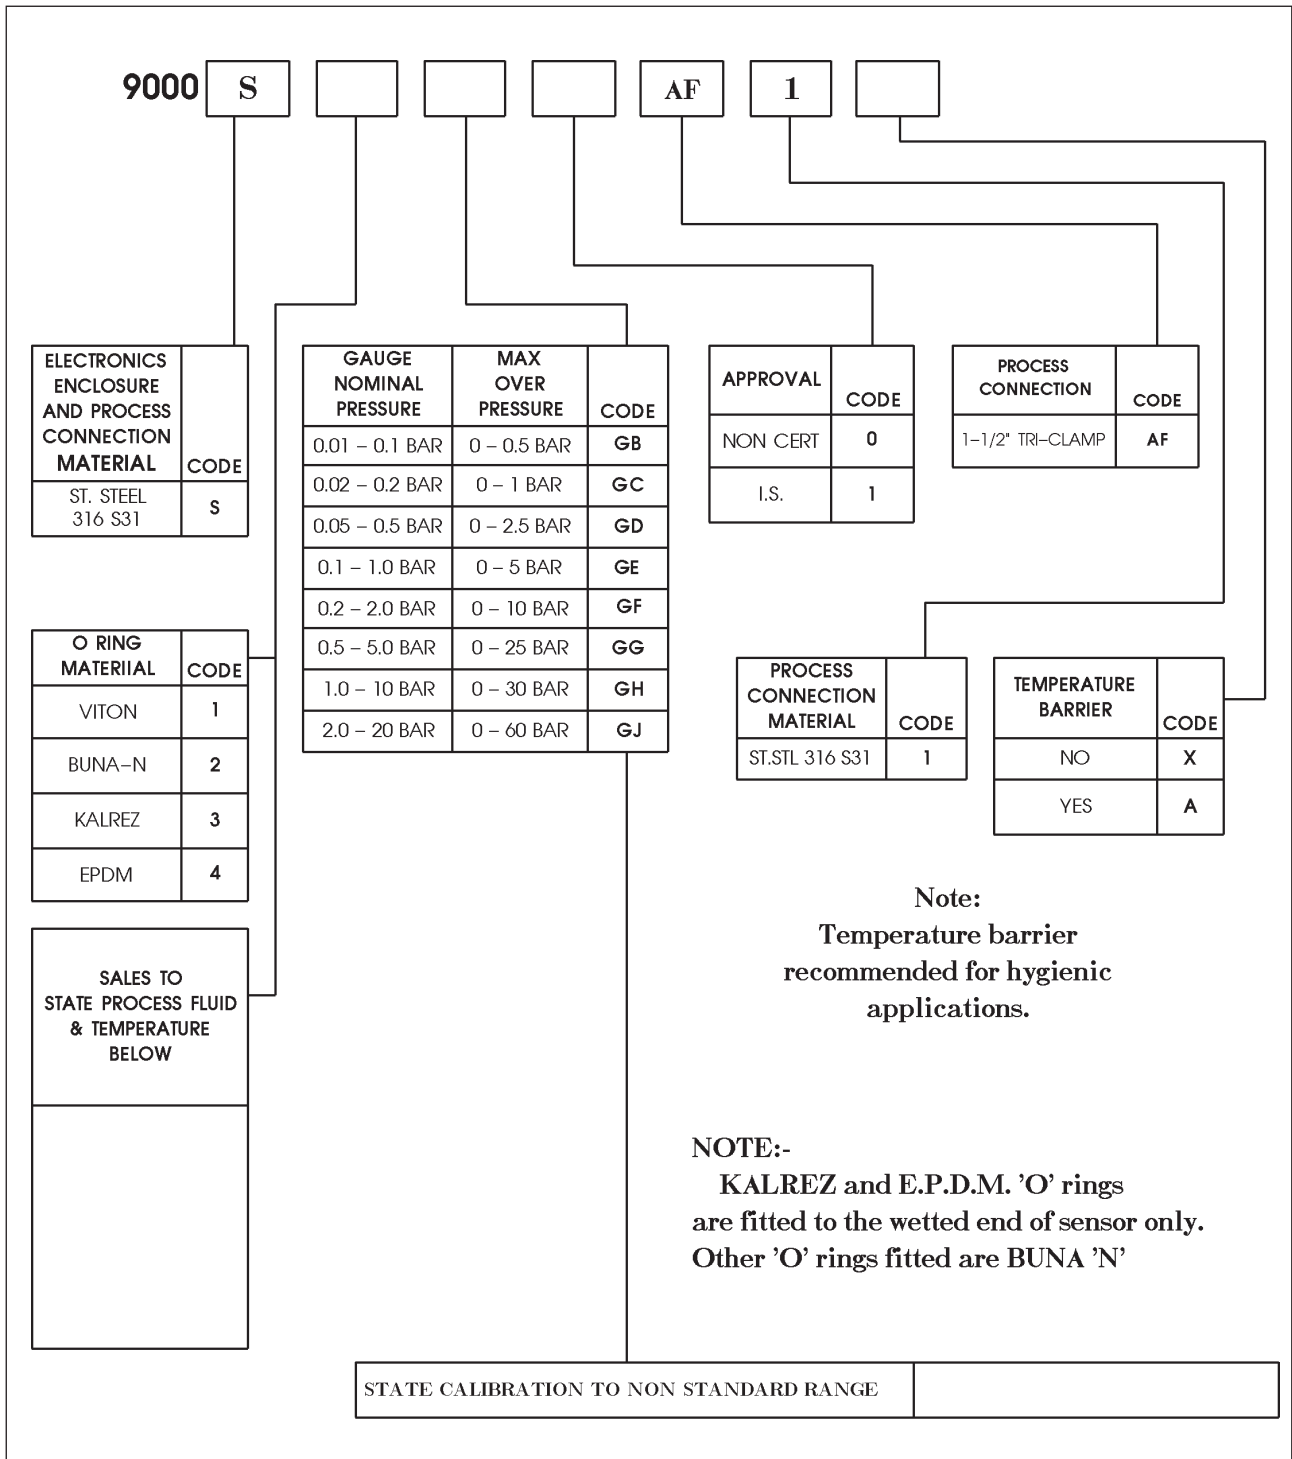 9000 S AF 1
ELECTRONICS
ENCLOSURE
AND PROCESS
CONNECTION
MATERIAL CODE
ST. STEEL
316 S31 S
O RING
MATERIIAL CODE
VITON 1
BUNA-N 2
KALREZ 3
EPDM 4
SALES TO
STATE PROCESS FLUID
& TEMPERATURE
BELOW
GAUGE
NOMINAL
PRESSURE
MAX
OVER
PRESSURE
CODE
0.01 – 0.1 BAR 0 – 0.5 BAR GB
0.02 – 0.2 BAR 0 – 1 BAR GC
0.05 – 0.5 BAR 0 – 2.5 BAR GD
0.1 – 1.0 BAR 0 – 5 BAR GE
0.2 – 2.0 BAR 0 – 10 BAR GF
0.5 – 5.0 BAR 0 – 25 BAR GG
1.0 – 10 BAR 0 – 30 BAR GH
2.0 – 20 BAR 0 – 60 BAR GJ
APPROVAL CODE
NON CERT 0
I.S. 1
PROCESS
CONNECTION CODE
1-1/2" TRI-CLAMP AF
PROCESS
CONNECTION
MATERIAL CODE
ST.STL 316 S31 1
TEMPERATURE
BARRIER CODE
NO X
YES A
Note:
Temperature barrier
recommended for hygienic
applications.
NOTE:-
KALREZ and E.P.D.M. 'O' rings
are fitted to the wetted end of sensor only.
Other 'O' rings fitted are BUNA 'N'
STATE CALIBRATION TO NON STANDARD RANGE